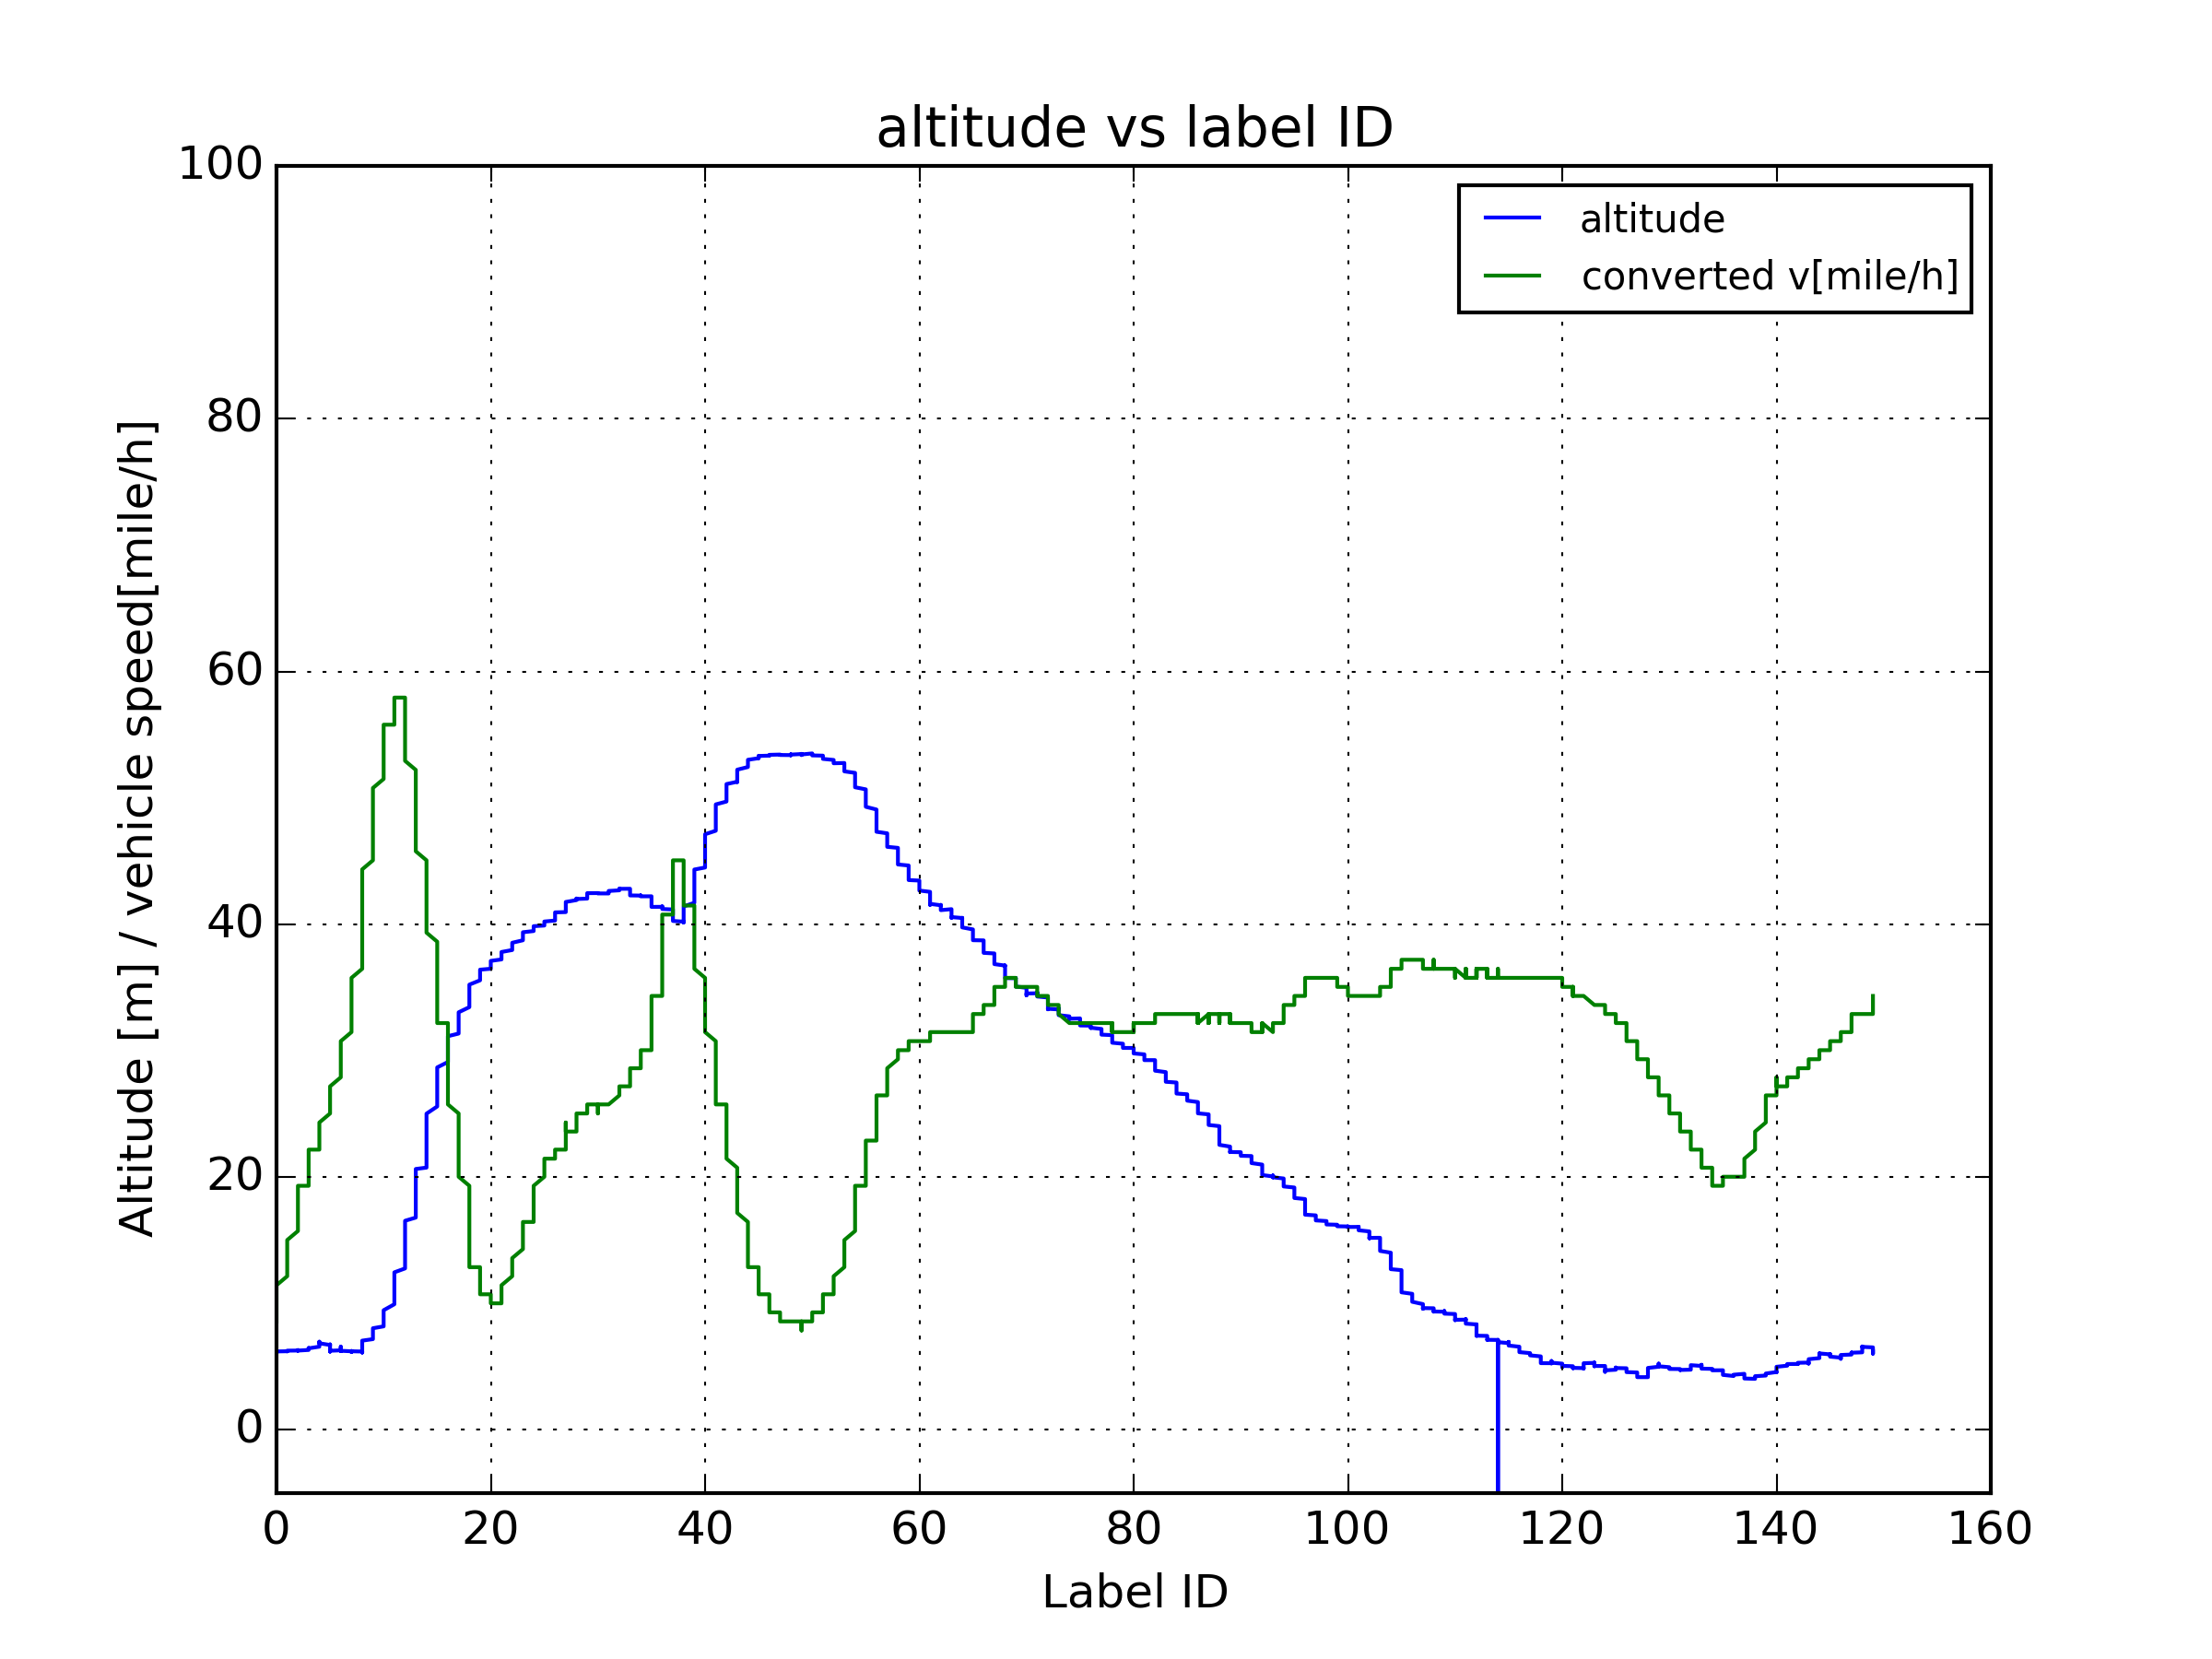 altitude vs label ID
altitude
converted v[mile/h]
Altitude [m] / vehicle speed[mile/h]
100
80
60
40
20
0
0 20 40 60 80 100 120 140 160
Label ID